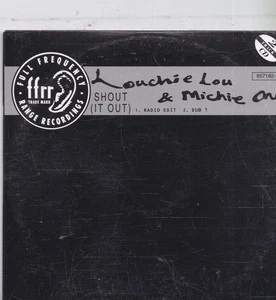 FULL FREQUENCY
ffrr
TRADE MARK
RANGE RECORDINGS
Louchie Lou
& Michie
SHOUT
(IT OUT) 1. RADIO EDIT 2. DUB 1